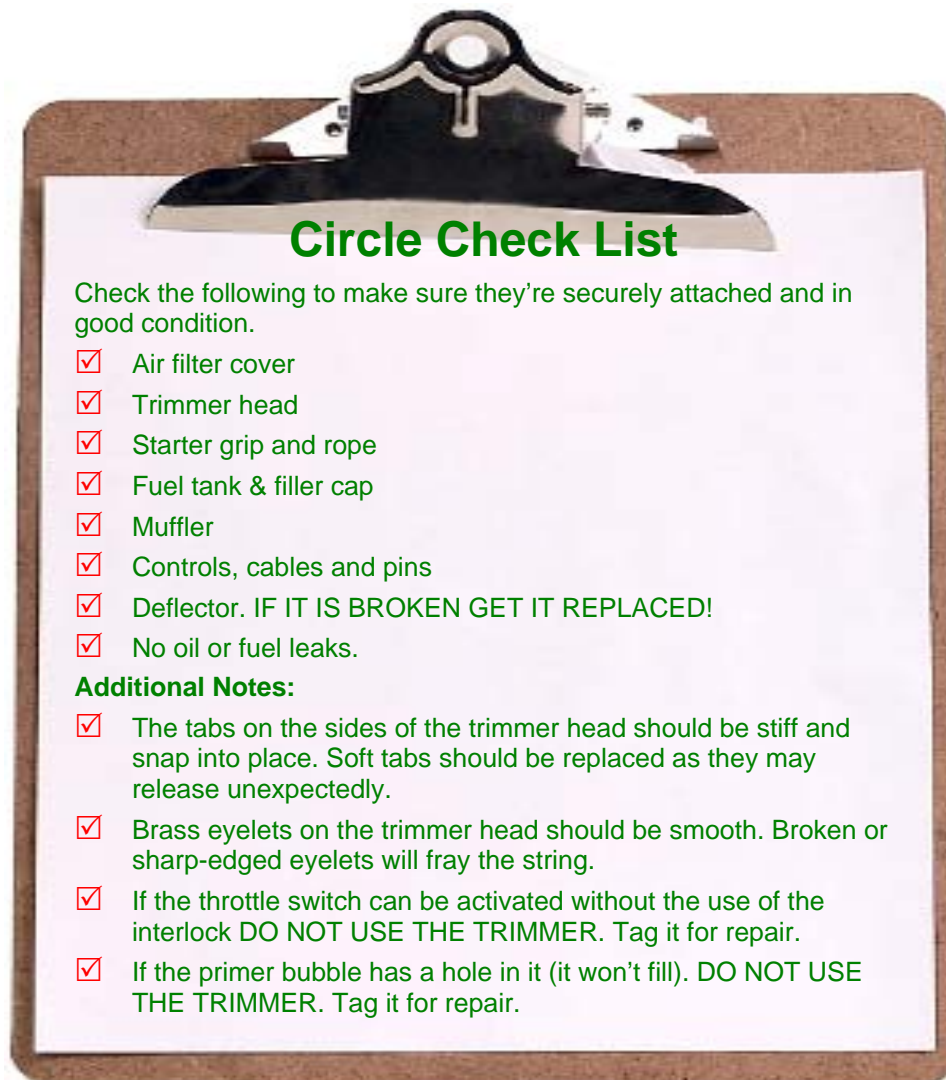 Circle Check List
Check the following to make sure they're securely attached and in
good condition.
Air filter cover
Trimmer head
Starter grip and rope
Fuel tank & filler cap
Muffler
Controls, cables and pins
Deflector. IF IT IS BROKEN GET IT REPLACED!
No oil or fuel leaks.
Additional Notes:
The tabs on the sides of the trimmer head should be stiff and
snap into place. Soft tabs should be replaced as they may
release unexpectedly.
Brass eyelets on the trimmer head should be smooth. Broken or
sharp-edged eyelets will fray the string.
If the throttle switch can be activated without the use of the
interlock DO NOT USE THE TRIMMER. Tag it for repair.
If the primer bubble has a hole in it (it won't fill). DO NOT USE
THE TRIMMER. Tag it for repair.